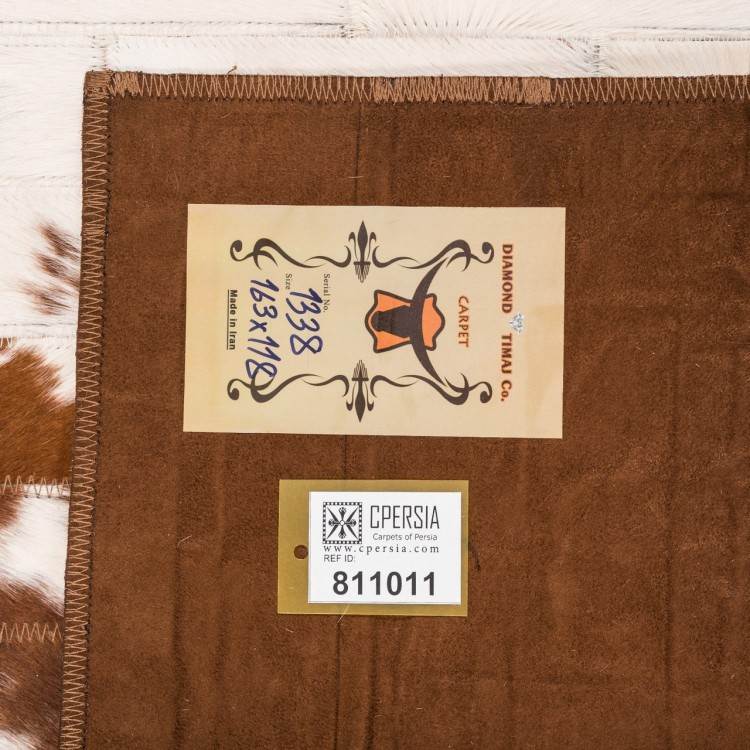 DIAMOND TIMAJ Co.
CARPET
Serial No.
1338
Size
163x118
Made in Iran
CPERSIA
Carpets of Persia
www.cpersia.com
REF ID:
811011